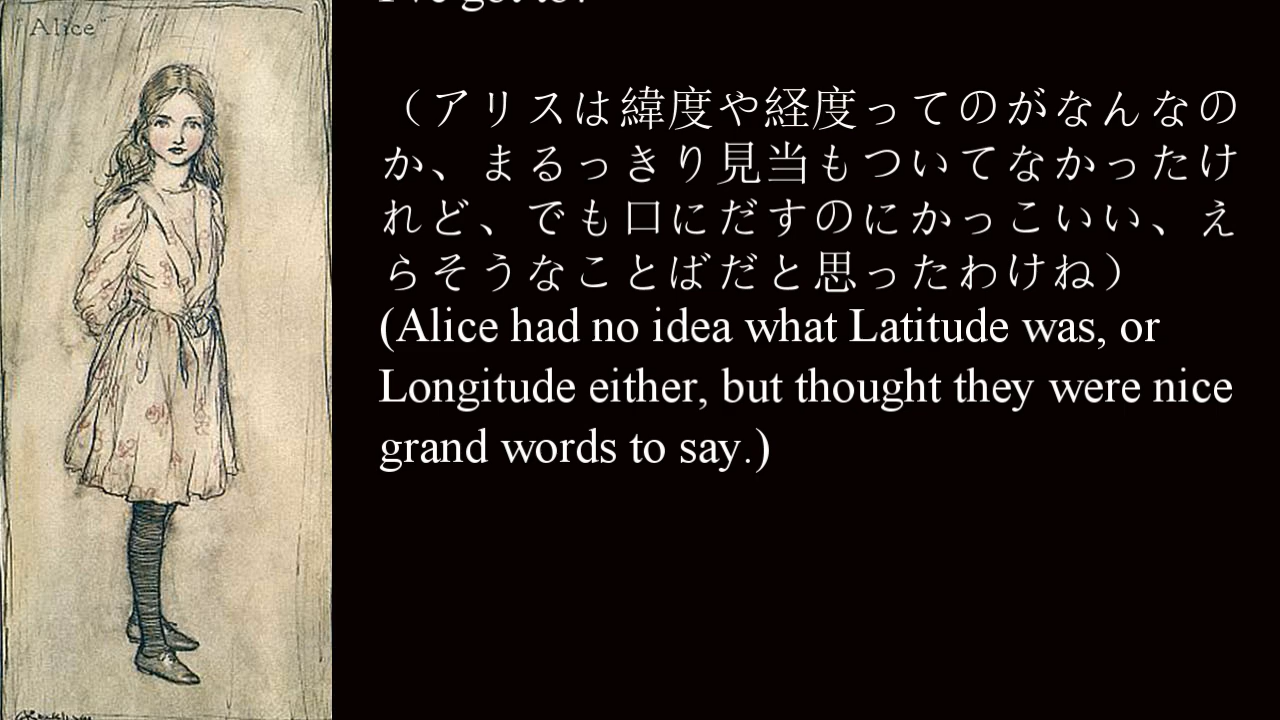 "Alice"
I've got to?
（アリスは緯度や経度ってのがなんなの
か、まるっきり見当もついてなかったけ
れど、でも口にだすのにかっこいい、え
らそうなことばだと思ったわけね）
(Alice had no idea what Latitude was, or
Longitude either, but thought they were nice
grand words to say.)